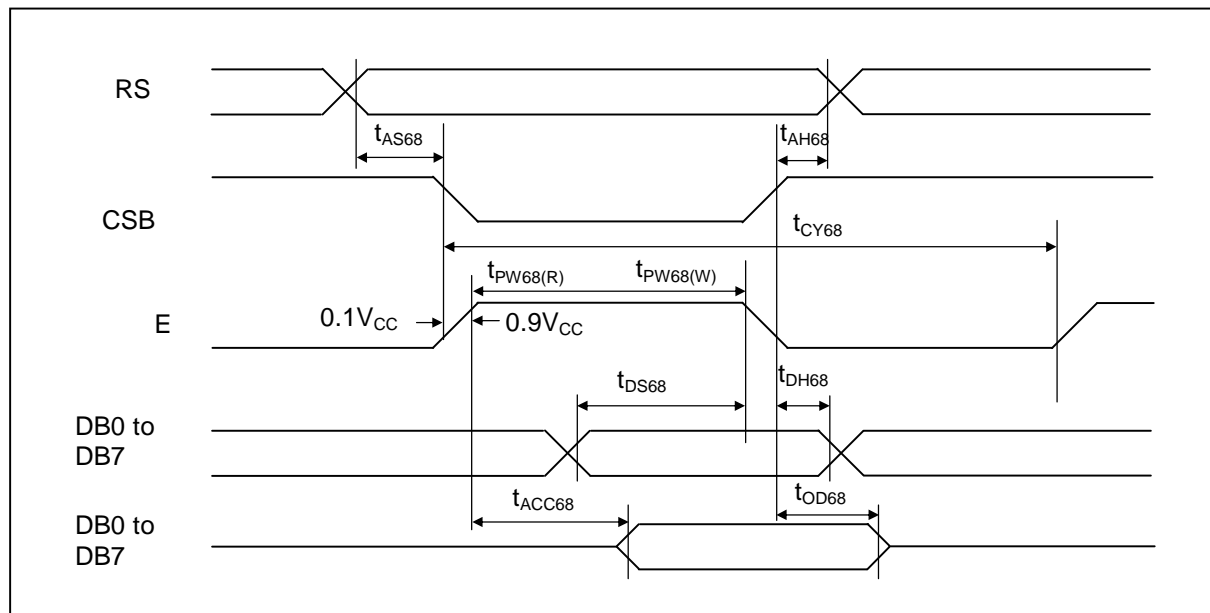 RS
tAS68
tAH68
CSB
tCY68
tPW68(R)
tPW68(W)
E
0.1VCC
0.9VCC
tDS68
tDH68
DB0 to
DB7
tACC68
tOD68
DB0 to
DB7